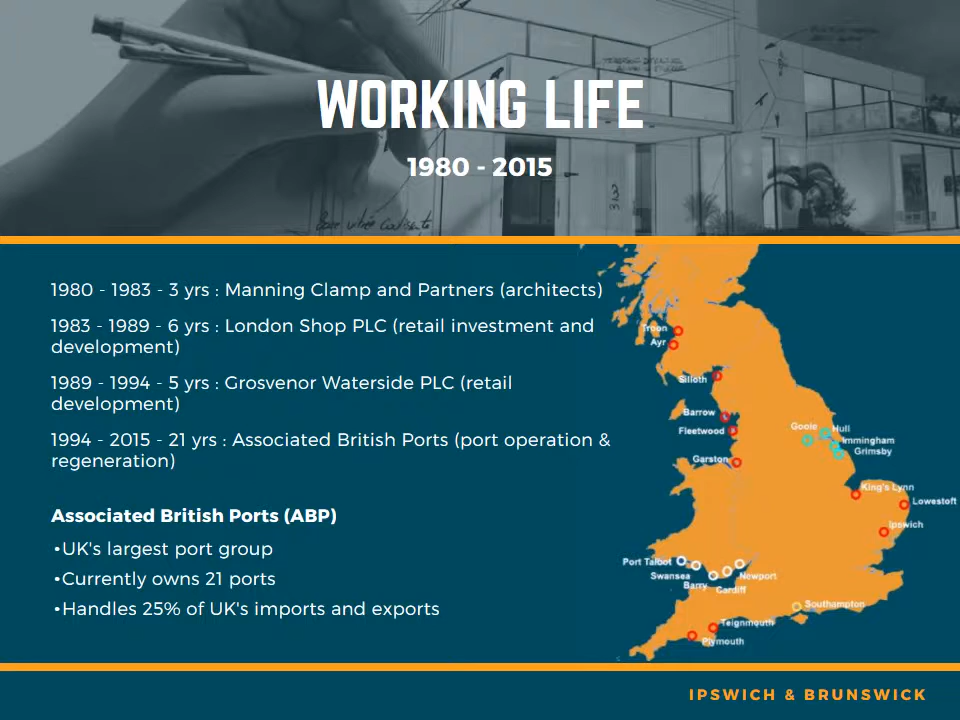 WORKING LIFE
1980 - 2015
1980 - 1983 - 3 yrs : Manning Clamp and Partners (architects)
1983 - 1989 - 6 yrs : London Shop PLC (retail investment and
development)
1989 - 1994 - 5 yrs : Grosvenor Waterside PLC (retail
development)
1994 - 2015 - 21 yrs : Associated British Ports (port operation &
regeneration)
Associated British Ports (ABP)
•UK's largest port group
•Currently owns 21 ports
•Handles 25% of UK's imports and exports
Troon
Ayr
Silloth
Barrow
Fleetwood
Garston
Goole
Hull
Immingham
Grimsby
King's Lynn
Lowestoft
Ipswich
Port Talbot
Swansea
Barry
Cardiff
Newport
Southampton
Teignmouth
Plymouth
IPSWICH & BRUNSWICK